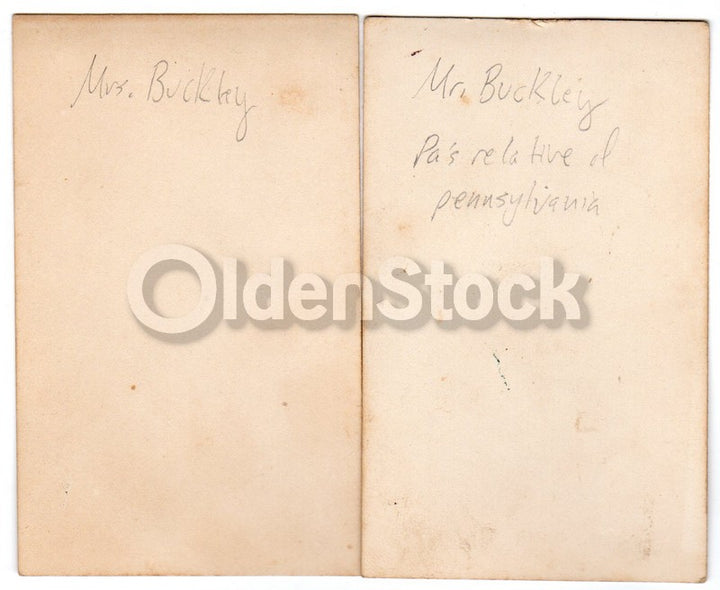 Mrs. Buckley
Mr. Buckley
Pa's relative of
pennsylvania
OldenStock